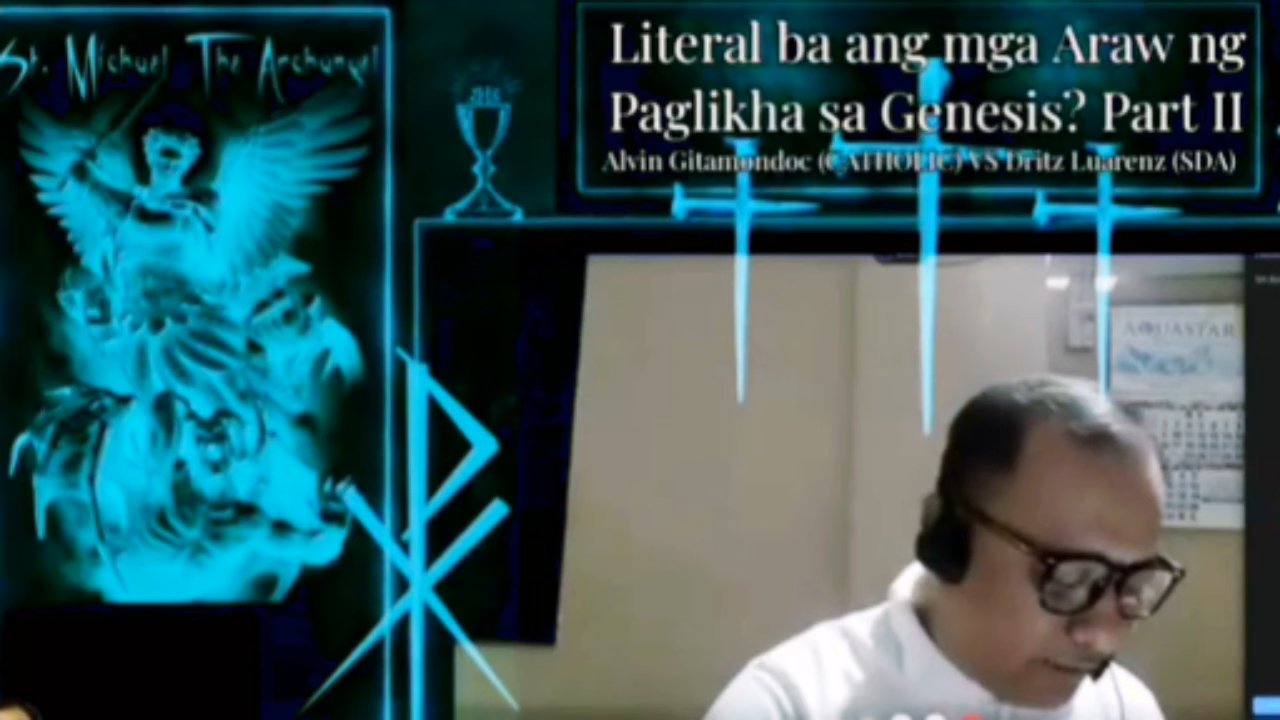 St. Michael The Archangel
Literal ba ang mga Araw ng
Paglikha sa Genesis? Part II
Alvin Gitamondoc (CATHOLIC) VS Dritz Luarenz (SDA)
AQUASTAR